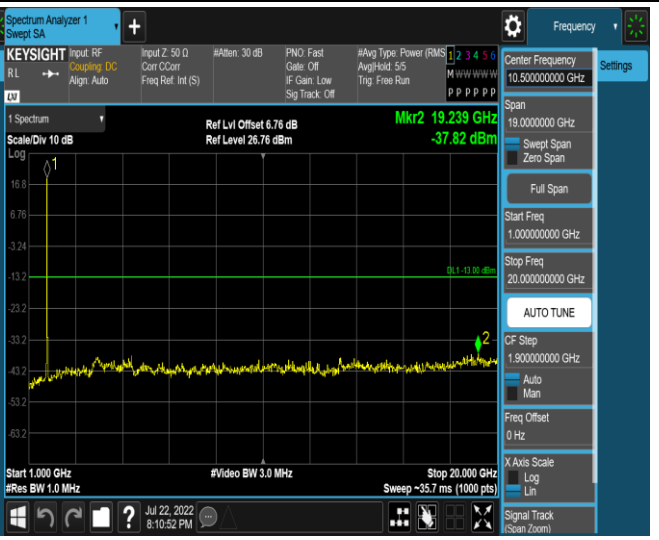 Spectrum Analyzer 1
Swept SA
Frequency
KEYSIGHT
RL
LXI
Input: RF
Coupling: DC
Align: Auto
Input Z: 50 Ω
Corr CCorr
Freq Ref: Int (S)
#Atten: 30 dB
PNO: Fast
Gate: Off
IF Gain: Low
Sig Track: Off
#Avg Type: Power (RMS
Avg|Hold: 5/5
Trig: Free Run
1 2 3 4 5 6
M W W W W W
P P P P P P
1 Spectrum
Scale/Div 10 dB
Log
Ref Lvl Offset 6.76 dB
Ref Level 26.76 dBm
Mkr2 19.239 GHz
-37.82 dBm
1
16.8
6.76
-3.24
-13.2
DL1 -13.00 dBm
-23.2
-33.2
2
-43.2
-53.2
-63.2
Start 1.000 GHz
#Res BW 1.0 MHz
#Video BW 3.0 MHz
Stop 20.000 GHz
Sweep ~35.7 ms (1000 pts)
Jul 22, 2022
8:10:52 PM
Center Frequency
10.500000000 GHz
Span
19.0000000 GHz
Swept Span
Zero Span
Full Span
Start Freq
1.000000000 GHz
Stop Freq
20.000000000 GHz
AUTO TUNE
CF Step
1.900000000 GHz
Auto
Man
Freq Offset
0 Hz
X Axis Scale
Log
Lin
Signal Track
(Span Zoom)
Settings